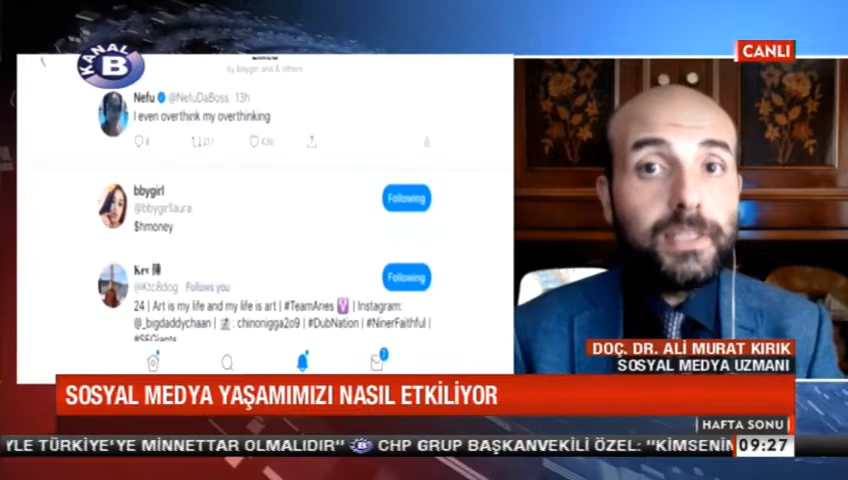 KANAL B
CANLI
by bbygirl and 6 others
Nefu @NefuDaBoss 13h
I even overthink my overthinking
bbygirl
@bbygirllaura
Following
$hmoney
Kev 陳
@Ktc8dog Follows you
Following
24 | Art is my life and my life is art | #TeamAries ♈ | Instagram:
@_bigdaddychaan | : chinonigga2o9 | #DubNation | #NinerFaithful |
#SFGiants
DOÇ. DR. ALİ MURAT KIRIK
SOSYAL MEDYA UZMANI
SOSYAL MEDYA YAŞAMIMIZI NASIL ETKİLİYOR
HAFTA SONU
YLE TÜRKİYE'YE MİNNETTAR OLMALIDIR" B CHP GRUP BAŞKANVEKİLİ ÖZEL: "KİMSENİN
09:27